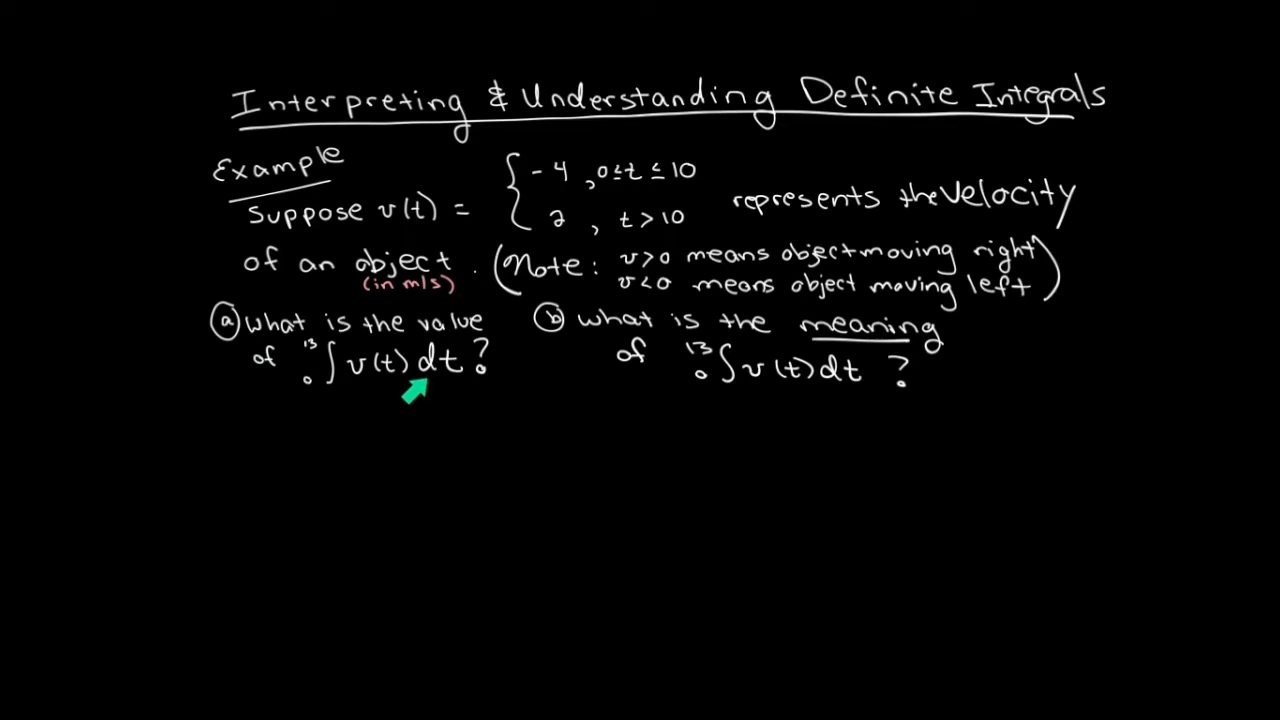 Interpreting & Understanding Definite Integrals
Example
Suppose v(t) = { -4 , 0≤t ≤10 represents the velocity
2 , t > 10
of an object. (Note: v>0 means object moving right
(in m/s) v<0 means object moving left)
ⓐ What is the value ⓑ What is the meaning
of ₀¹³∫ v(t) dt? of ₀¹³∫ v(t) dt ?